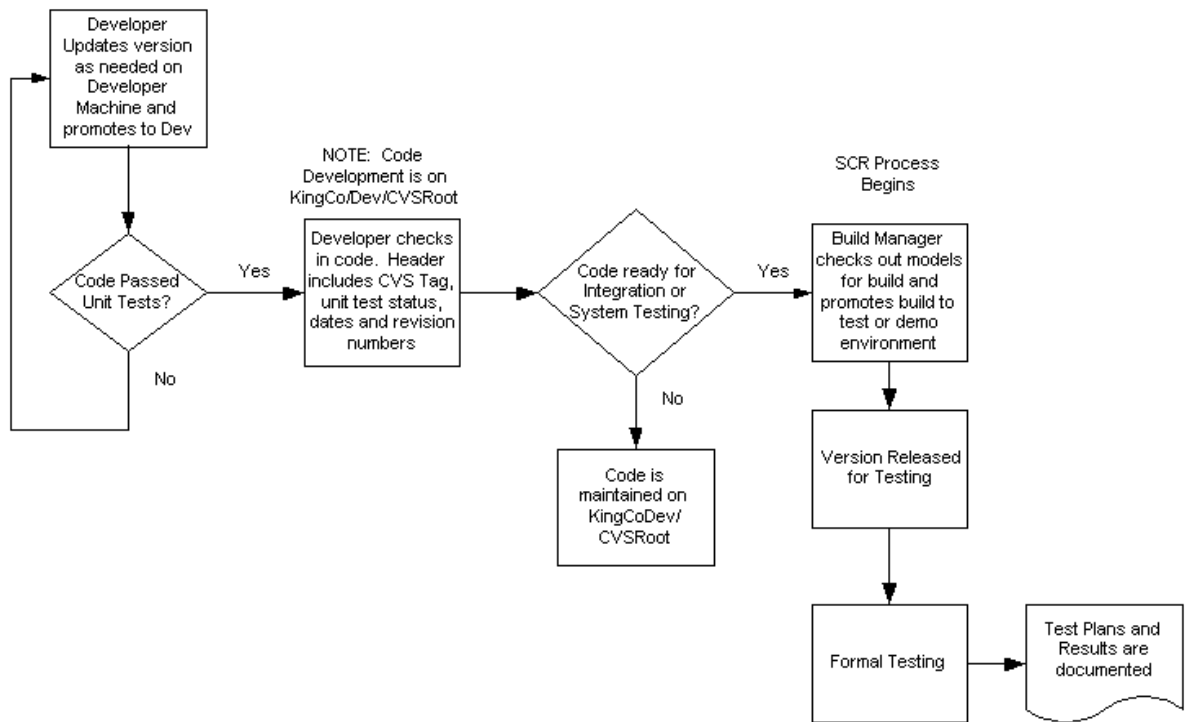 Developer
Updates version
as needed on
Developer
Machine and
promotes to Dev
NOTE: Code
Development is on
KingCo/Dev/CVSRoot
SCR Process
Begins
Code Passed
Unit Tests?
Yes
No
Developer checks
in code. Header
includes CVS Tag,
unit test status,
dates and revision
numbers
Code ready for
Integration or
System Testing?
Yes
No
Build Manager
checks out models
for build and
promotes build to
test or demo
environment
Code is
maintained on
KingCoDev/
CVSRoot
Version Released
for Testing
Formal Testing
Test Plans and
Results are
documented